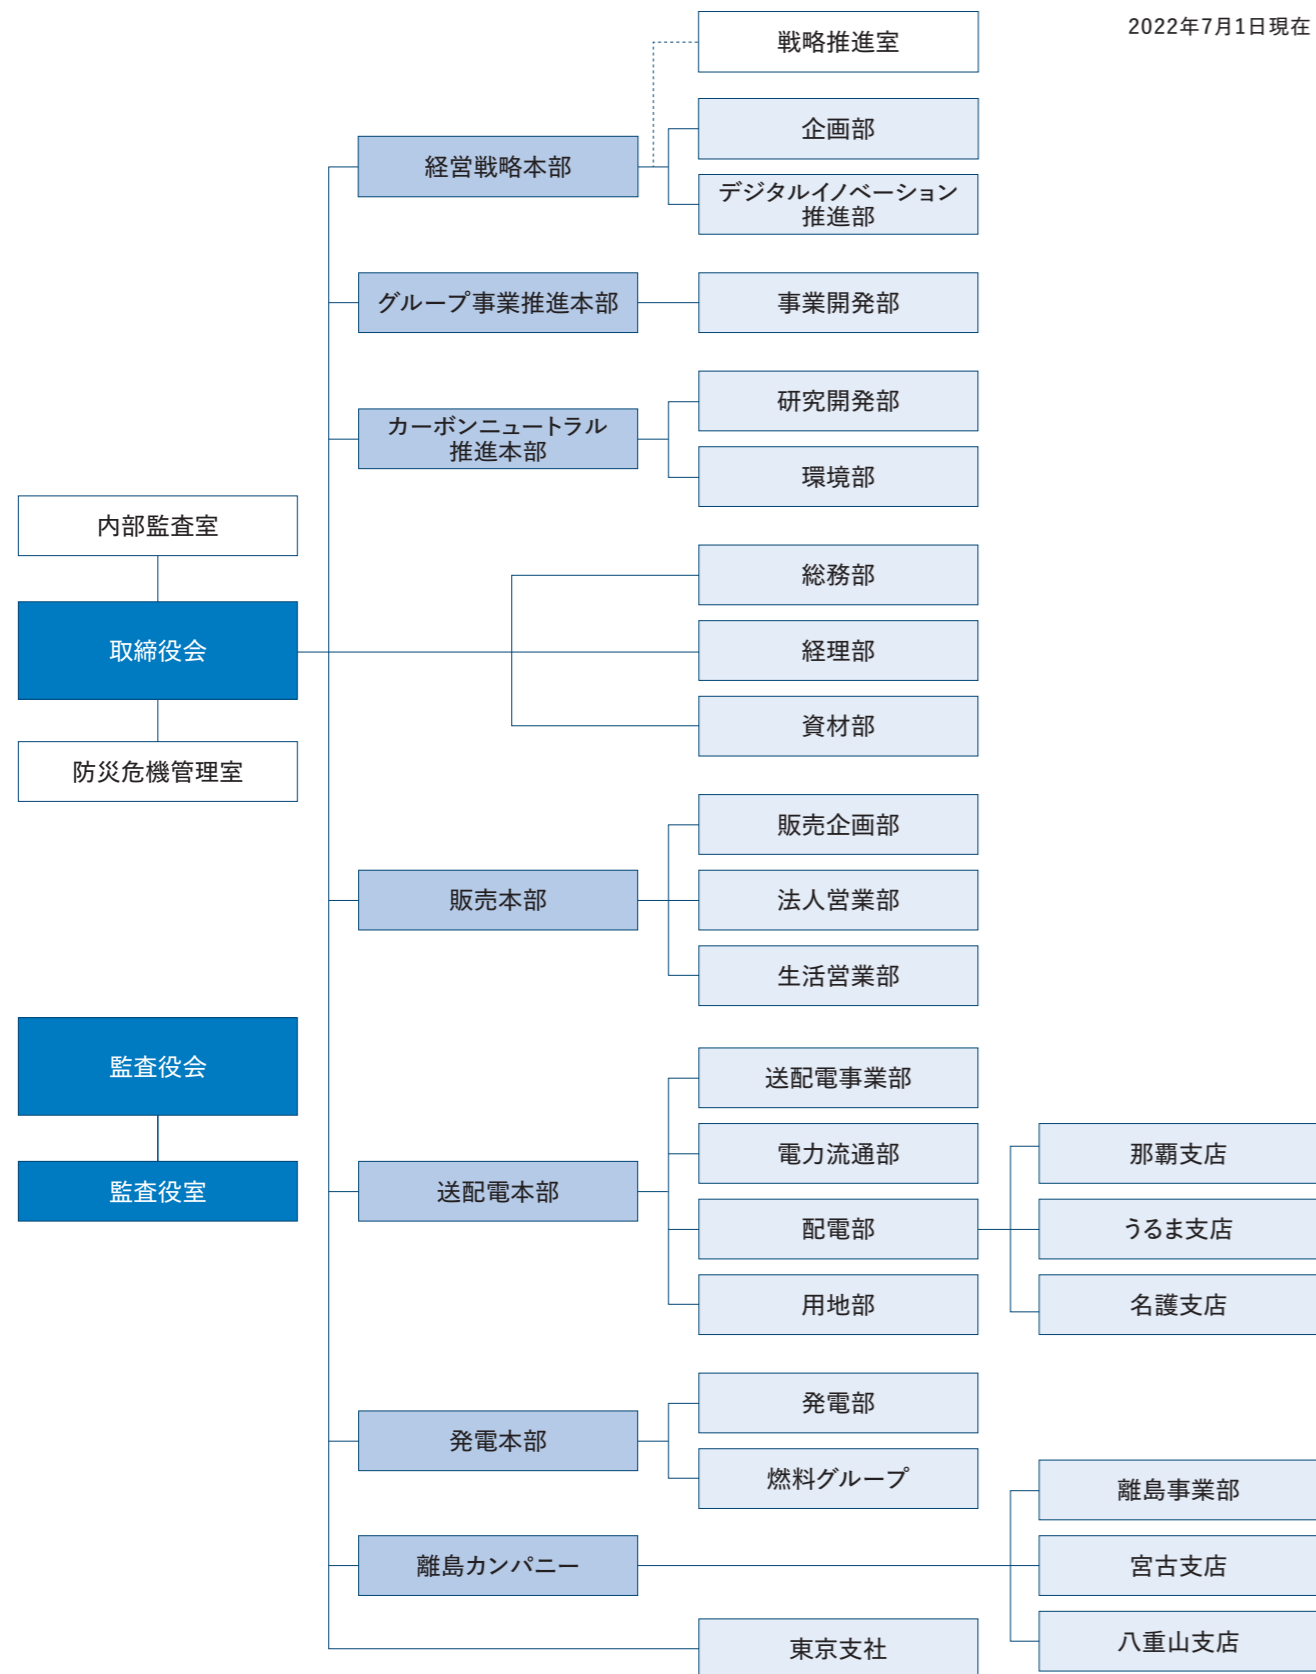 2022年7月1日現在
戦略推進室
企画部
経営戦略本部
デジタルイノベーション
推進部
グループ事業推進本部
事業開発部
研究開発部
カーボンニュートラル
推進本部
環境部
内部監査室
総務部
取締役会
経理部
資材部
防災危機管理室
販売企画部
販売本部
法人営業部
生活営業部
監査役会
送配電事業部
電力流通部
那覇支店
監査役室
送配電本部
配電部
うるま支店
用地部
名護支店
発電部
発電本部
燃料グループ
離島事業部
離島カンパニー
宮古支店
東京支社
八重山支店